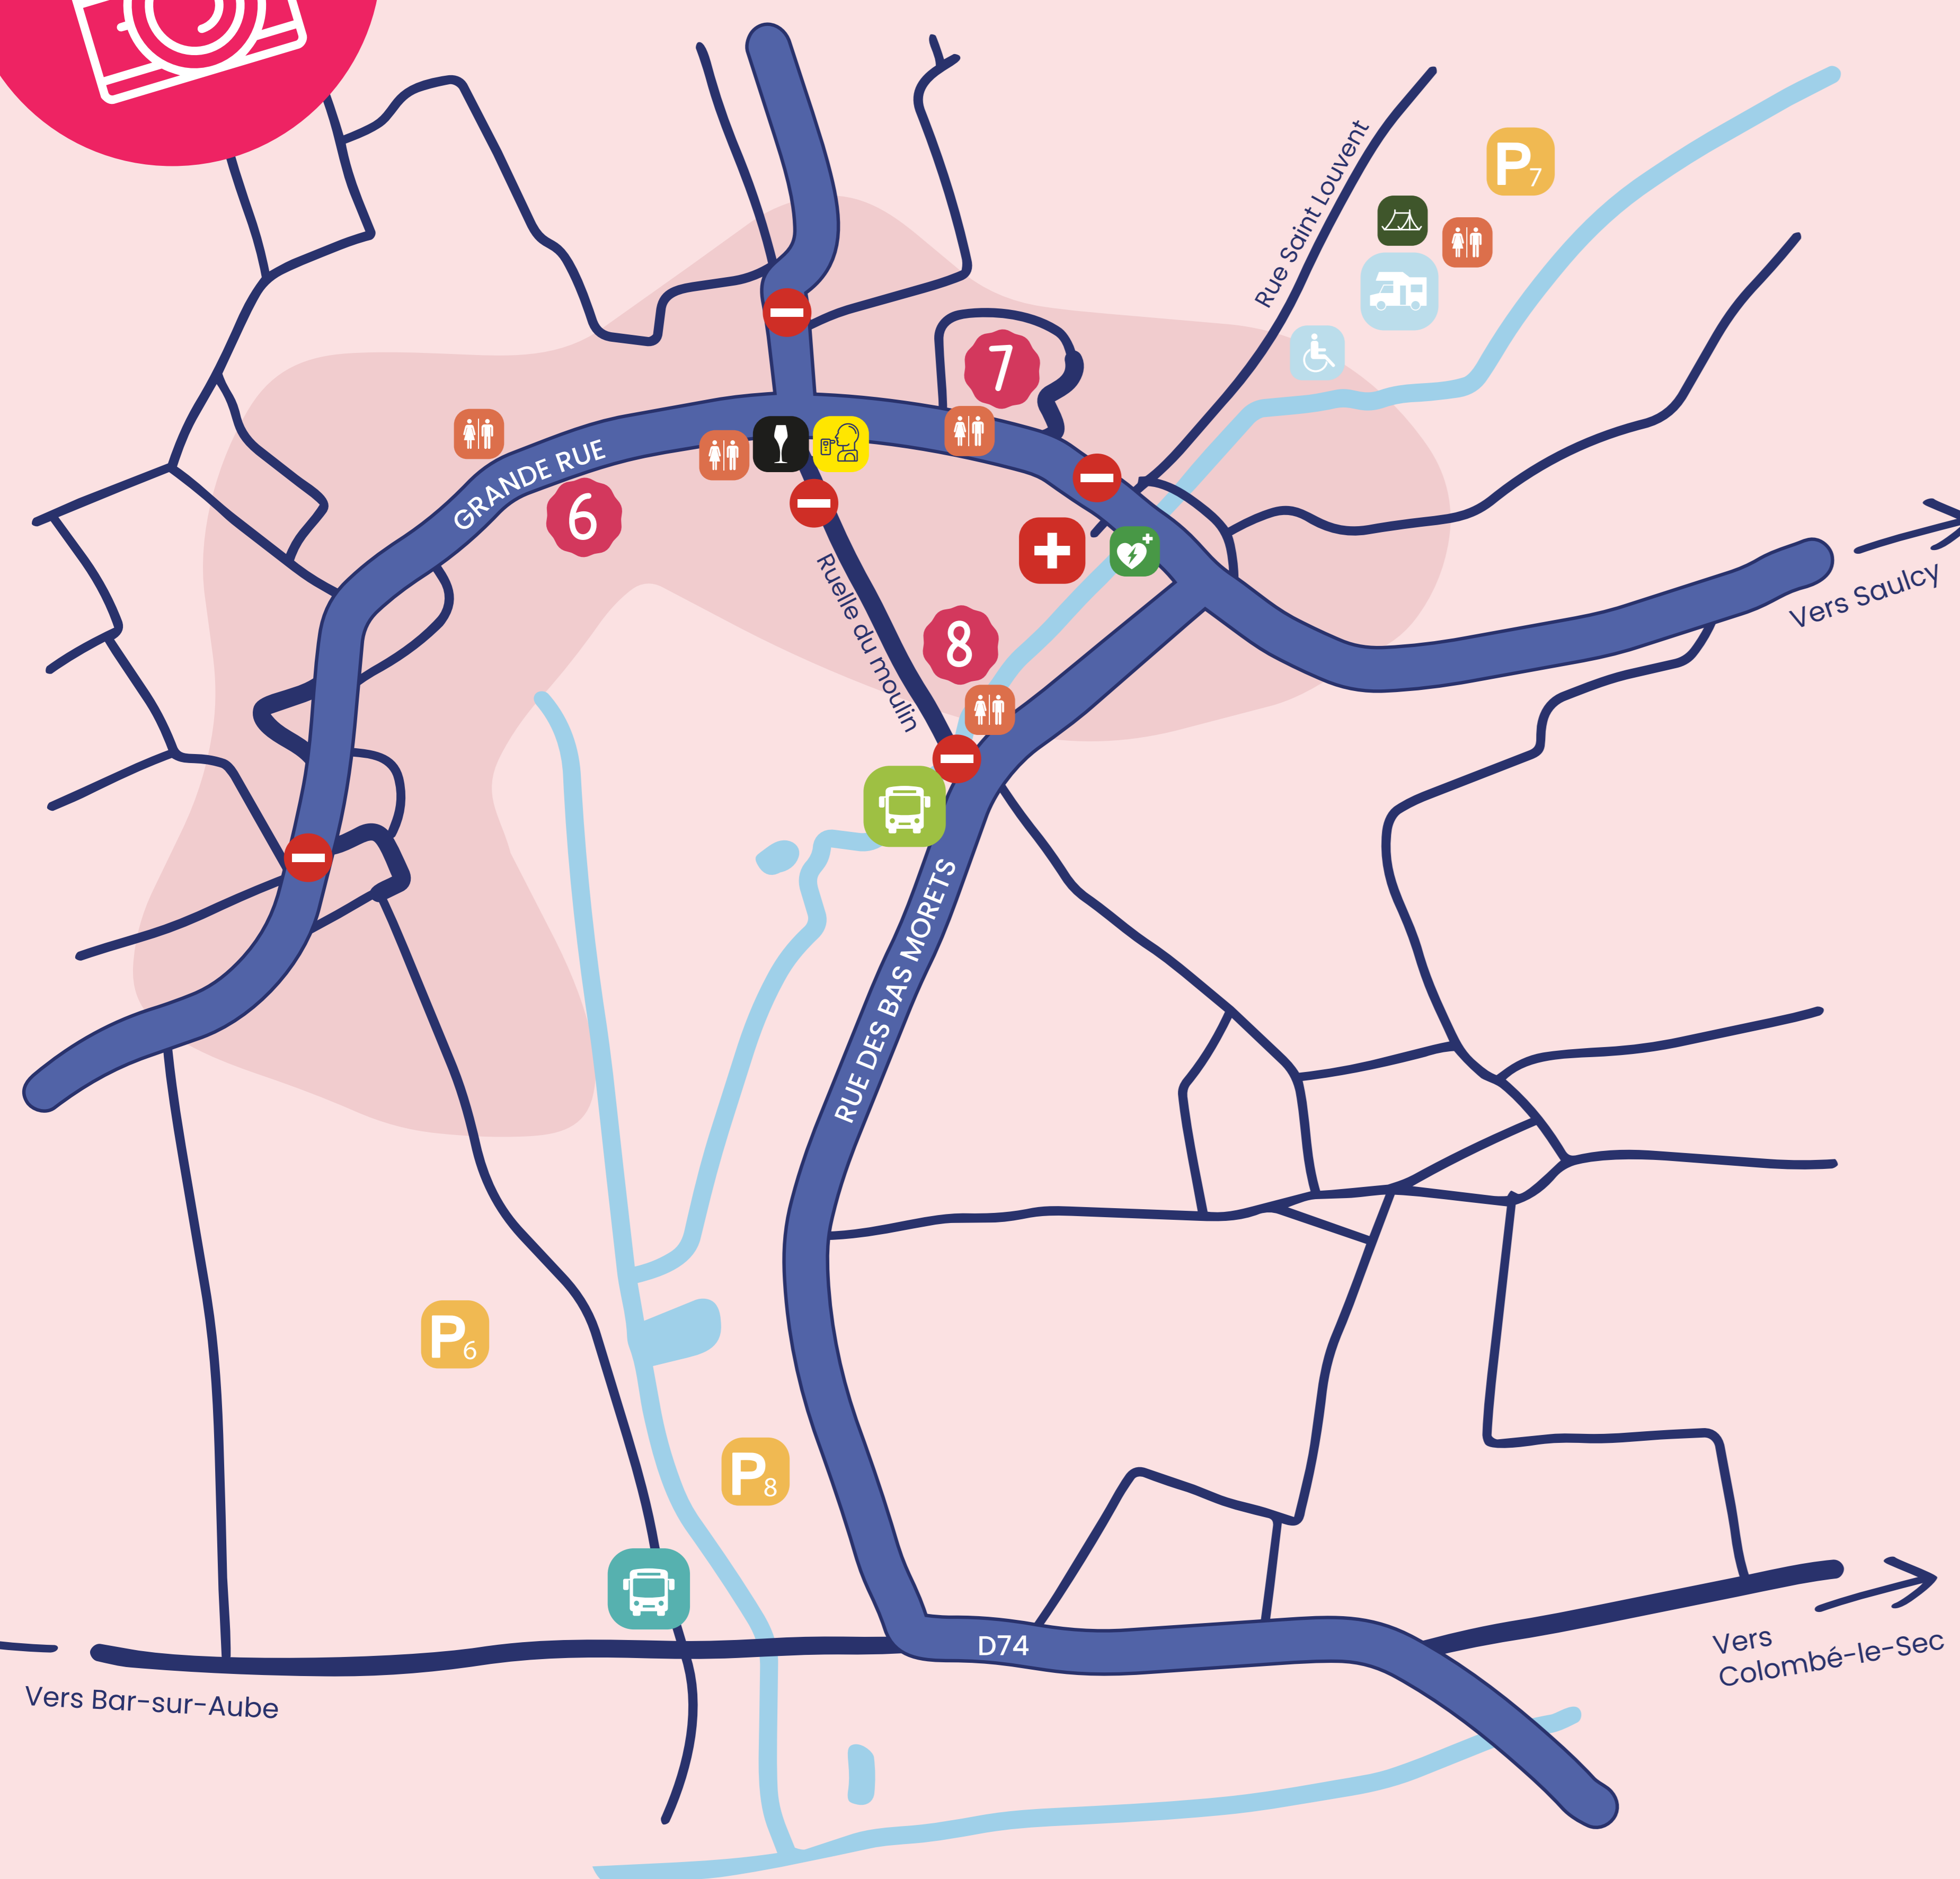 Rue Saint Louvent
P7
7
GRANDE RUE
6
Ruelle du moulin
8
Vers Saulcy
RUE DES BAS MORETS
P6
P8
D74
Vers
Colombé-le-Sec
Vers Bar-sur-Aube